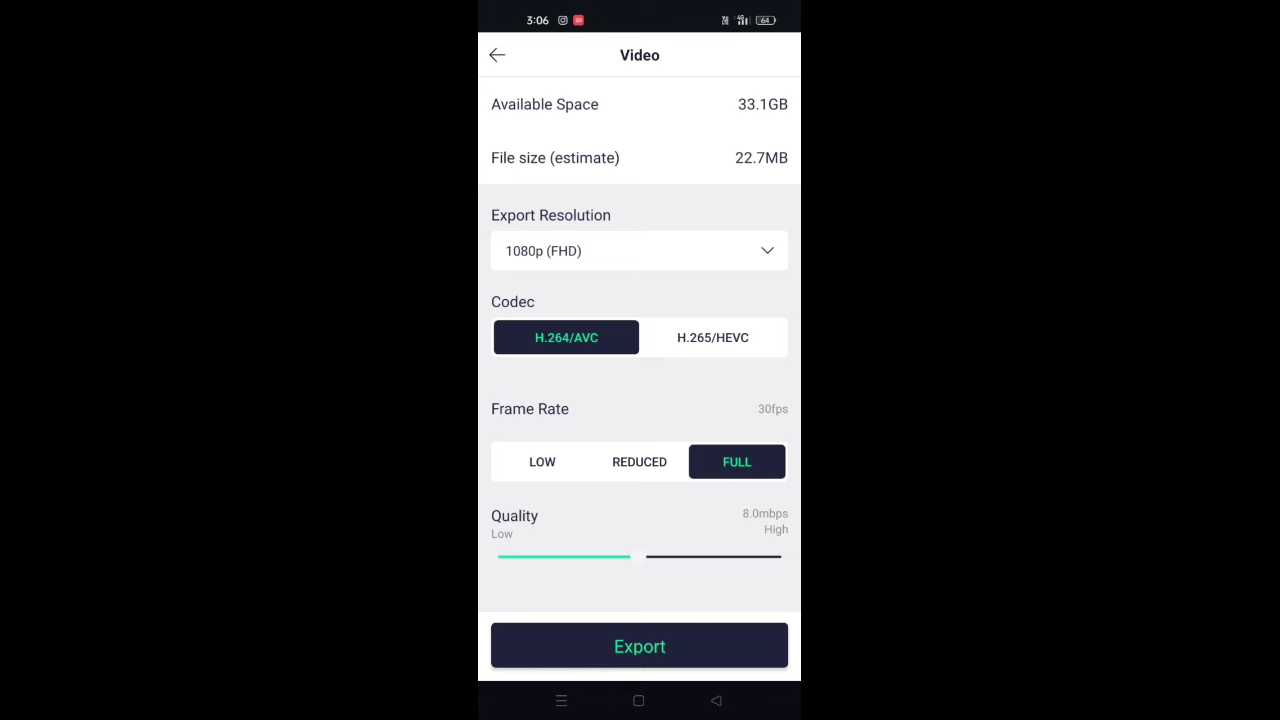 3:06
64
Video
Available Space 33.1GB
File size (estimate) 22.7MB
Export Resolution
1080p (FHD)
Codec
H.264/AVC H.265/HEVC
Frame Rate 30fps
LOW REDUCED FULL
Quality 8.0mbps
Low High
Export